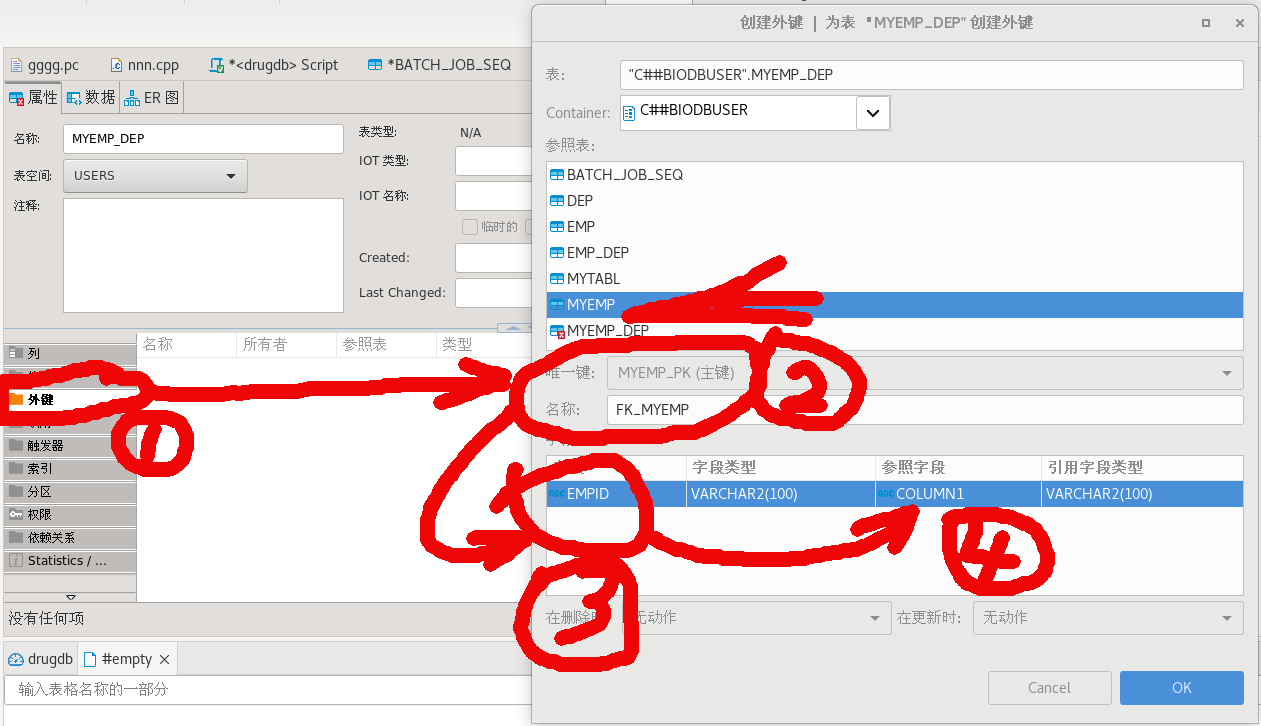 创建外键 | 为表 "MYEMP_DEP" 创建外键
gggg.pc
nnn.cpp
*<drugdb> Script
*BATCH_JOB_SEQ
属性
数据
ER 图
名称:
MYEMP_DEP
表空间:
USERS
注释:
表类型:
N/A
IOT 类型:
IOT 名称:
临时的
Created:
Last Changed:
名称
所有者
参照表
类型
列
外键
触发器
索引
分区
权限
依赖关系
Statistics / ...
没有任何项
drugdb
#empty
输入表格名称的一部分
表:
"C##BIODBUSER".MYEMP_DEP
Container:
C##BIODBUSER
参照表:
BATCH_JOB_SEQ
DEP
EMP
EMP_DEP
MYTABL
MYEMP
MYEMP_DEP
唯一键:
MYEMP_PK (主键)
名称:
FK_MYEMP
字段类型
参照字段
引用字段类型
EMPID
VARCHAR2(100)
COLUMN1
VARCHAR2(100)
在删除
无动作
在更新时:
无动作
Cancel
OK
1
2
3
4